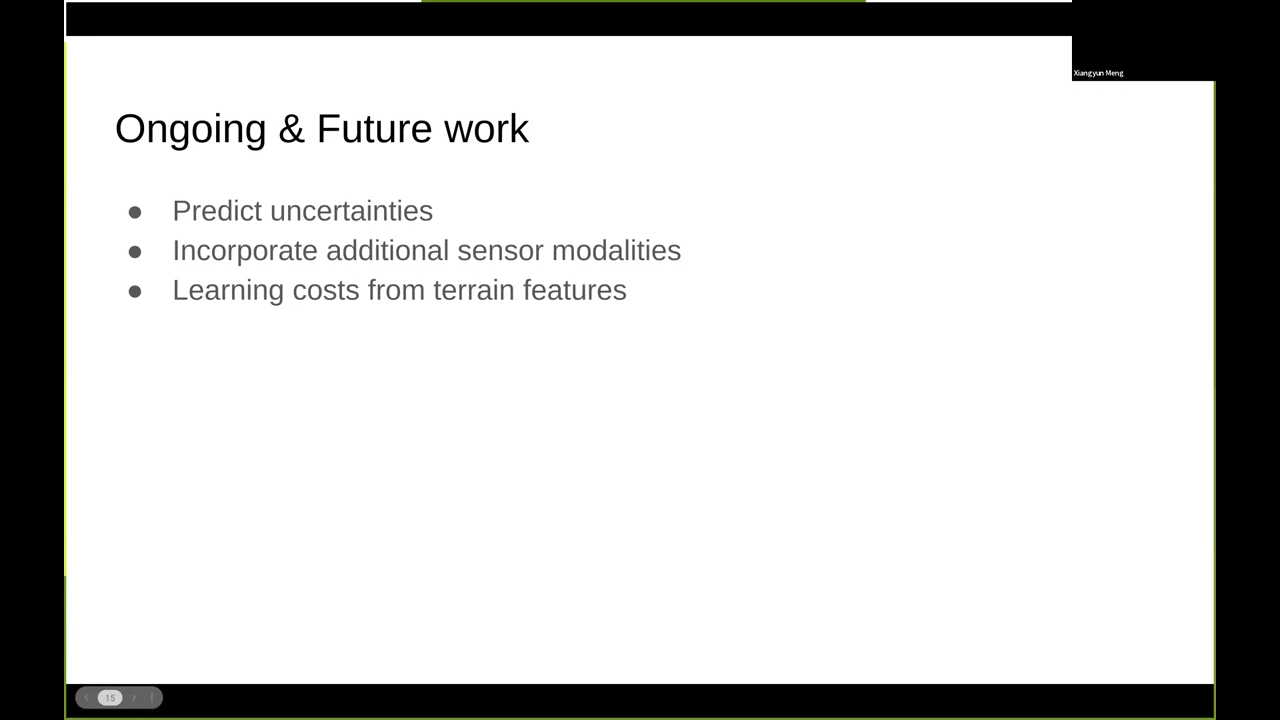 Xiangyun Meng
Ongoing & Future work
● Predict uncertainties
● Incorporate additional sensor modalities
● Learning costs from terrain features
15